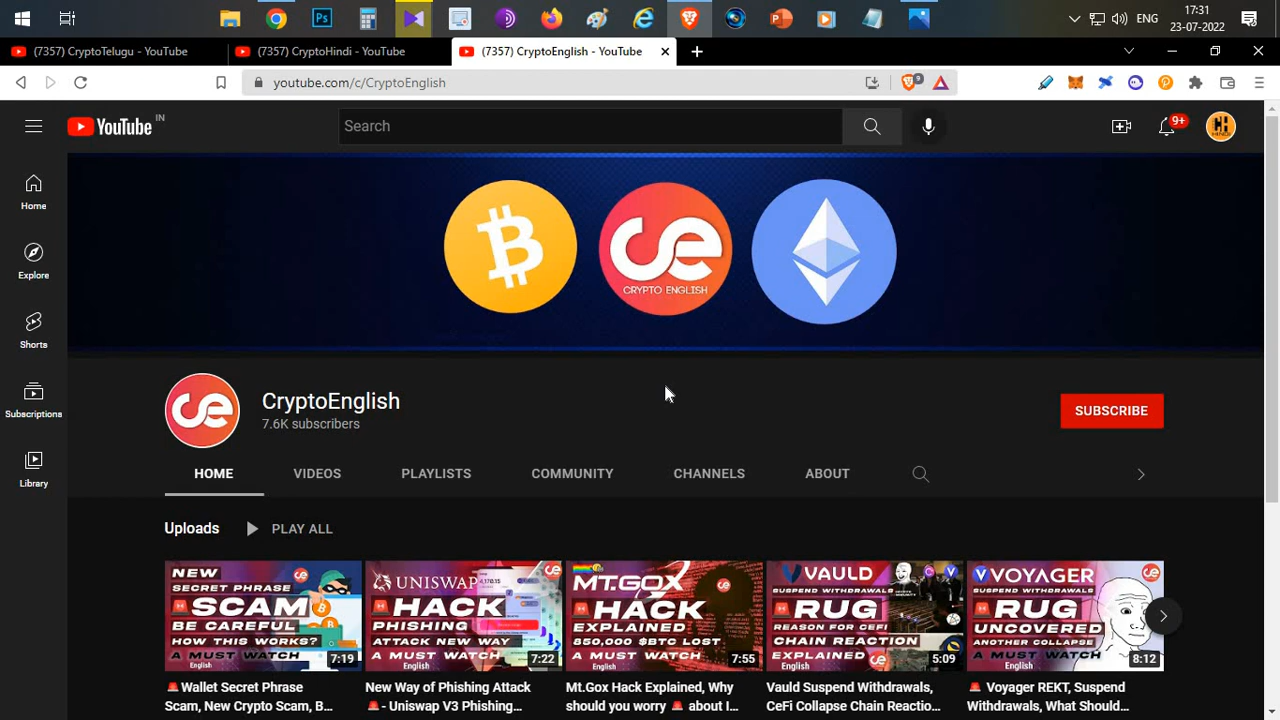 17:31
ENG
23-07-2022
(7357) CryptoTelugu - YouTube
(7357) CryptoHindi - YouTube
(7357) CryptoEnglish - YouTube
youtube.com/c/CryptoEnglish
9
YouTube IN
Search
9+
Home
Explore
Shorts
Subscriptions
Library
CRYPTO ENGLISH
CryptoEnglish
7.6K subscribers
SUBSCRIBE
HOME VIDEOS PLAYLISTS COMMUNITY CHANNELS ABOUT
Uploads PLAY ALL
NEW
SECRET PHRASE
SCAM
BE CAREFUL
HOW THIS WORKS?
A MUST WATCH
English
7:19
UNISWAP
HACK
PHISHING
ATTACK NEW WAY
A MUST WATCH
English
7:22
MT.GOX
HACK
EXPLAINED
850,000 $BTC LOST
A MUST WATCH
English
7:55
VAULD
SUSPEND WITHDRAWALS
RUG
REASON FOR CEFI
CHAIN REACTION
EXPLAINED
English
5:09
VOYAGER
SUSPEND WITHDRAWALS
RUG
UNCOVERED
ANOTHER COLLAPSE
A MUST WATCH
English
8:12
🚨Wallet Secret Phrase
Scam, New Crypto Scam, B...
New Way of Phishing Attack
🚨- Uniswap V3 Phishing...
Mt.Gox Hack Explained, Why
should you worry 🚨 about I...
Vauld Suspend Withdrawals,
CeFi Collapse Chain Reactio...
🚨 Voyager REKT, Suspend
Withdrawals, What Should...